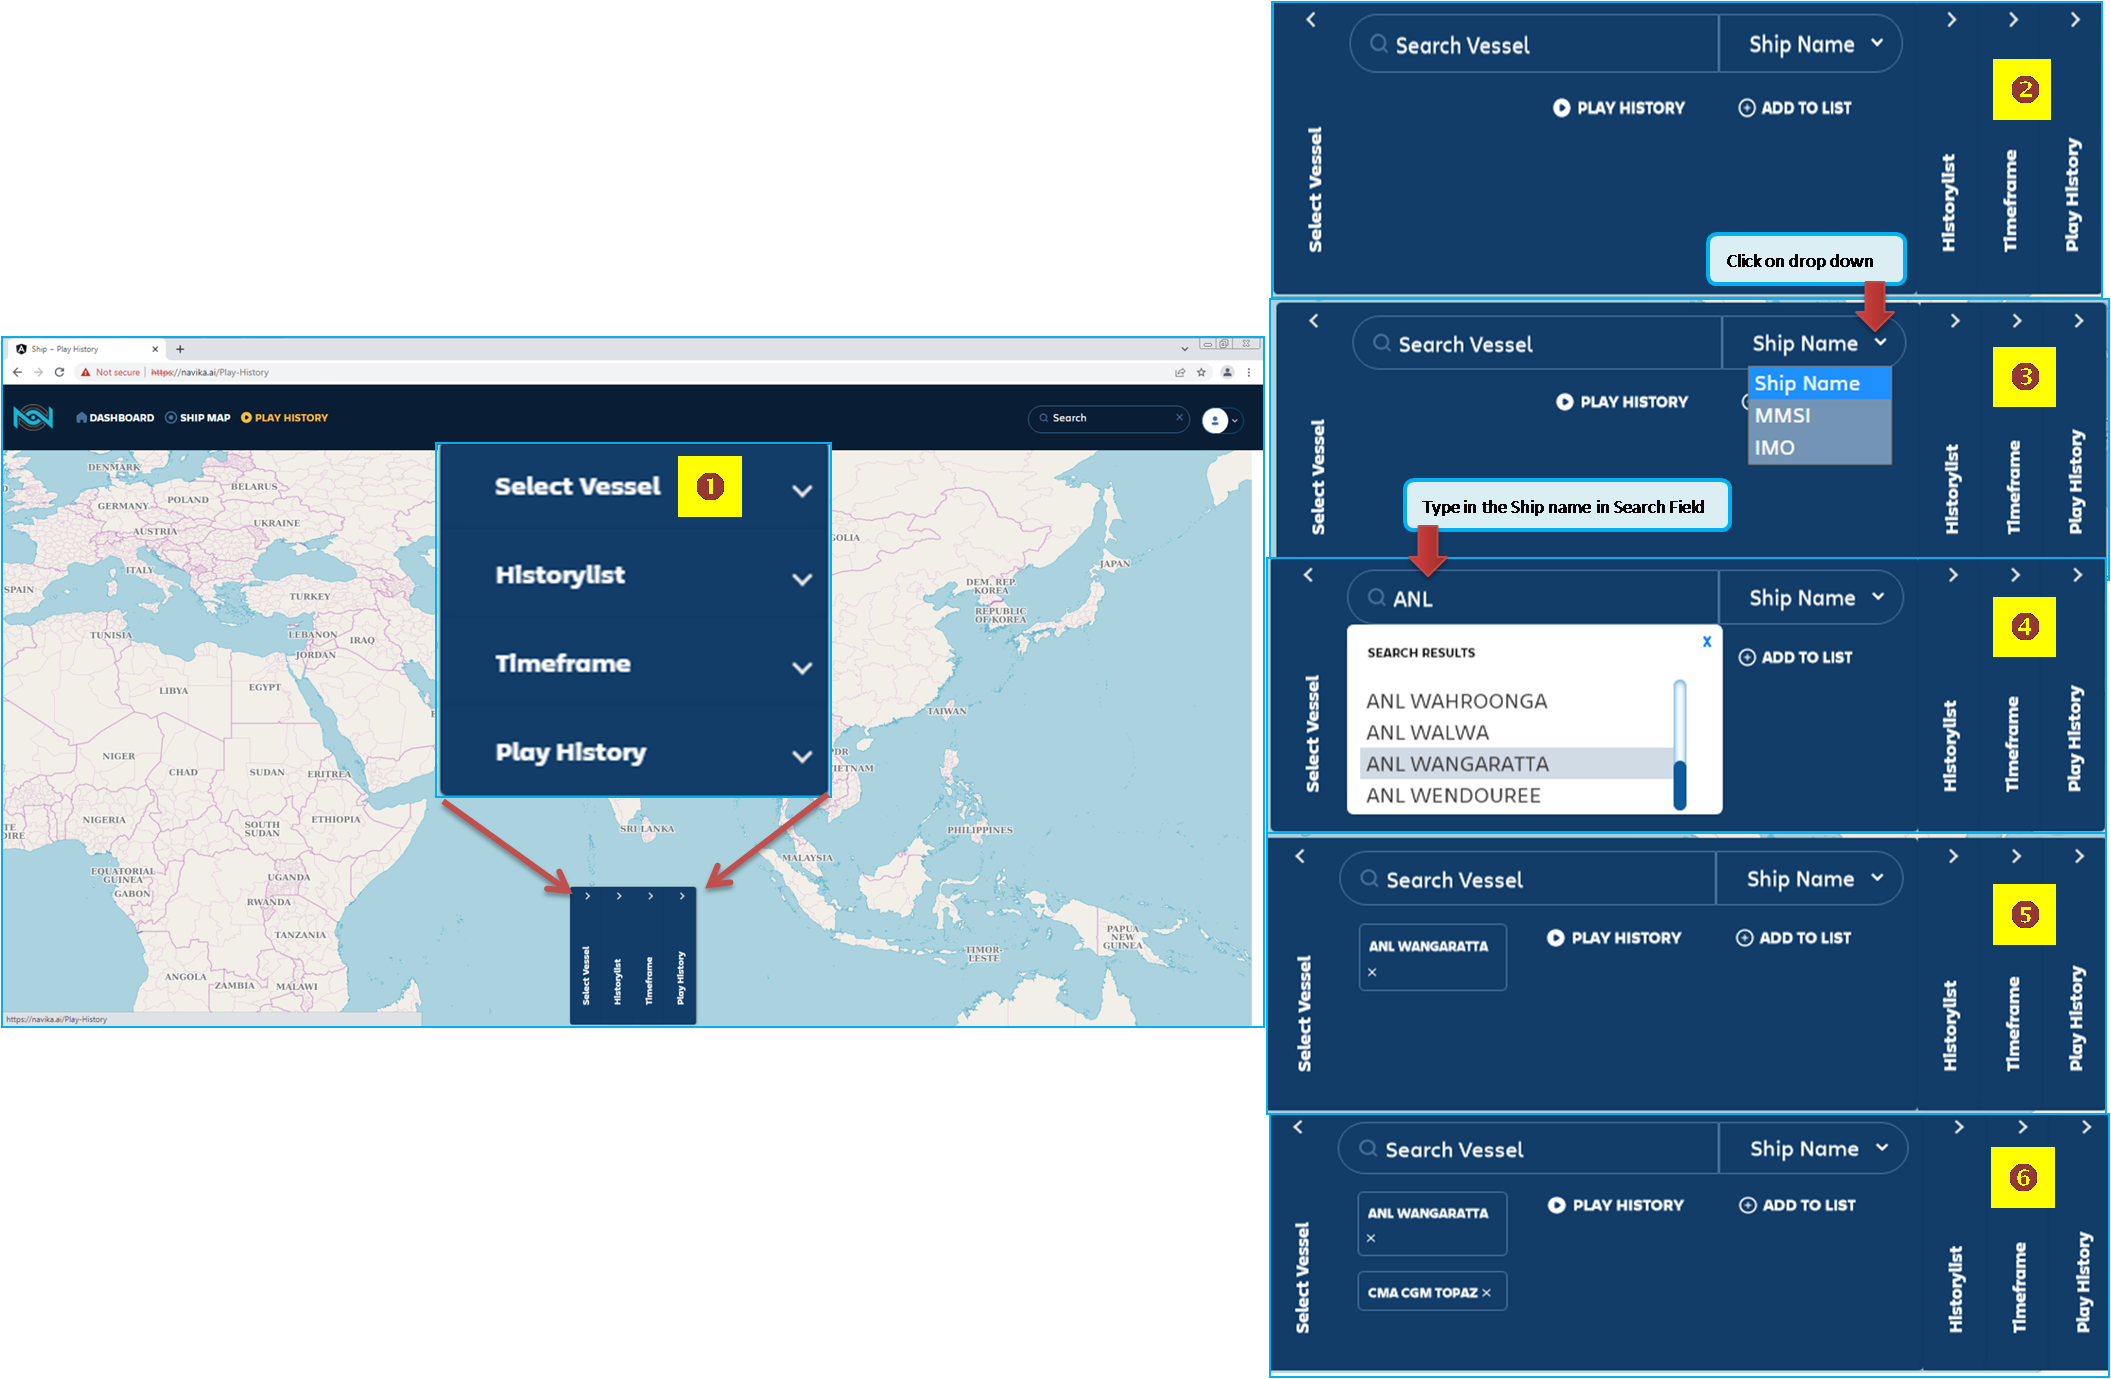 Ship – Play History
Not secure
https://navika.ai/Play-History
DASHBOARD
SHIP MAP
PLAY HISTORY
Search
Select Vessel
1
Historylist
Timeframe
Play History
DENMARK
BELARUS
POLAND
GERMANY
UKRAINE
AUSTRIA
ITALY
SPAIN
TURKEY
TUNISIA
LEBANON
IRAQ
JORDAN
LIBYA
EGYPT
NIGER
CHAD
SUDAN
ERITREA
NIGERIA
ETHIOPIA
SOUTH
SUDAN
EQUATORIAL
GUINEA
GABON
UGANDA
RWANDA
TANZANIA
ANGOLA
ZAMBIA
MALAWI
OLIA
DEM. REP.
KOREA
JAPAN
REPUBLIC
OF KOREA
TAIWAN
PDR
IETNAM
SRI LANKA
PHILIPPINES
MALAYSIA
PAPUA
NEW
GUINEA
TIMOR-
LESTE
TE
OIRE
Select Vessel
Historylist
Timeframe
Play History
https://navika.ai/Play-History
Search Vessel
Ship Name
2
PLAY HISTORY
ADD TO LIST
Select Vessel
Historylist
Timeframe
Play History
Click on drop down
Search Vessel
Ship Name
3
Ship Name
MMSI
IMO
PLAY HISTORY
Select Vessel
Historylist
Timeframe
Play History
Type in the Ship name in Search Field
ANL
Ship Name
4
SEARCH RESULTS
X
ADD TO LIST
ANL WAHROONGA
ANL WALWA
ANL WANGARATTA
ANL WENDOUREE
Select Vessel
Historylist
Timeframe
Play History
Search Vessel
Ship Name
5
ANL WANGARATTA
×
PLAY HISTORY
ADD TO LIST
Select Vessel
Historylist
Timeframe
Play History
Search Vessel
Ship Name
6
ANL WANGARATTA
×
PLAY HISTORY
ADD TO LIST
CMA CGM TOPAZ ×
Select Vessel
Historylist
Timeframe
Play History